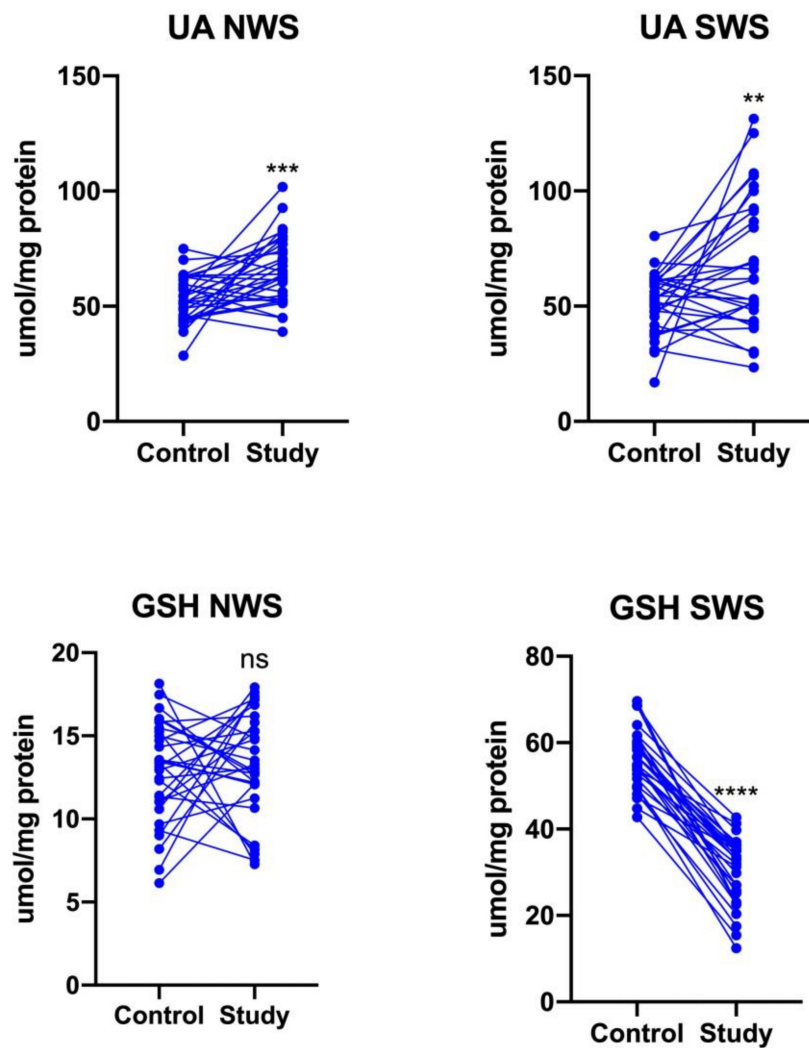 UA NWS
umol/mg protein
150
100
50
0
***
Control Study
UA SWS
umol/mg protein
150
100
50
0
**
Control Study
GSH NWS
umol/mg protein
20
15
10
5
0
ns
Control Study
GSH SWS
umol/mg protein
80
60
40
20
0
****
Control Study